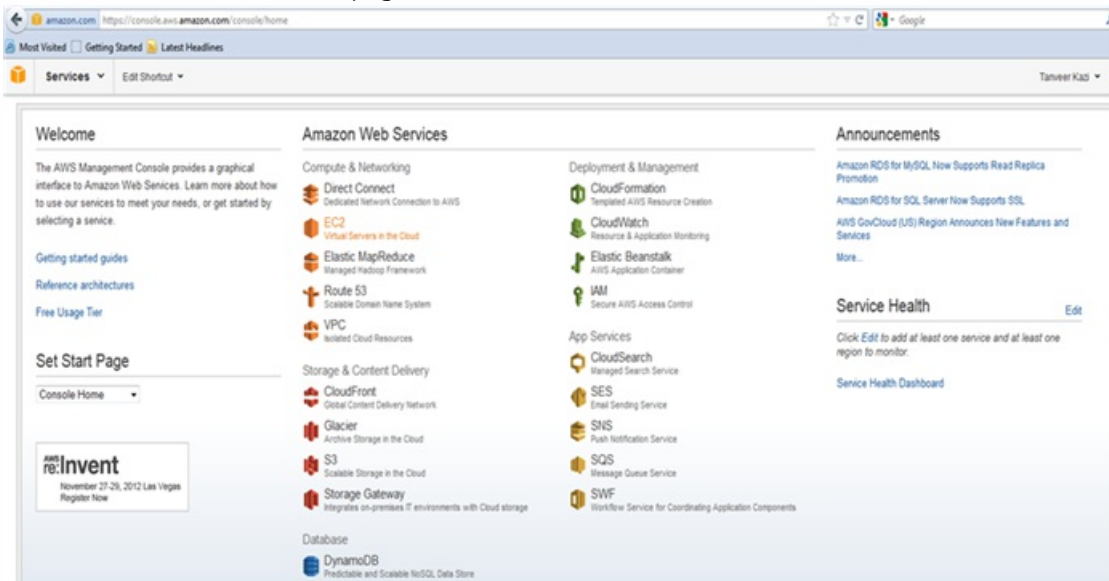 amazon.com https://console.aws.amazon.com/console/home
Google
Most Visited Getting Started Latest Headlines
Services Edit Shortcut
Tanveer Kazi
Welcome
The AWS Management Console provides a graphical
interface to Amazon Web Services. Learn more about how
to use our services to meet your needs, or get started by
selecting a service.
Getting started guides
Reference architectures
Free Usage Tier
Set Start Page
Console Home
AWS
re:Invent
November 27-29, 2012 Las Vegas
Register Now
Amazon Web Services
Compute & Networking
Direct Connect
Dedicated Network Connection to AWS
EC2
Virtual Servers in the Cloud
Elastic MapReduce
Managed Hadoop Framework
Route 53
Scalable Domain Name System
VPC
Isolated Cloud Resources
Storage & Content Delivery
CloudFront
Global Content Delivery Network
Glacier
Archive Storage in the Cloud
S3
Scalable Storage in the Cloud
Storage Gateway
Integrates on-premises IT environments with Cloud storage
Database
DynamoDB
Predictable and Scalable NoSQL Data Store
Deployment & Management
CloudFormation
Templated AWS Resource Creation
CloudWatch
Resource & Application Monitoring
Elastic Beanstalk
AWS Application Container
IAM
Secure AWS Access Control
App Services
CloudSearch
Managed Search Service
SES
Email Sending Service
SNS
Push Notification Service
SQS
Message Queue Service
SWF
Workflow Service for Coordinating Application Components
Announcements
Amazon RDS for MySQL Now Supports Read Replica
Promotion
Amazon RDS for SQL Server Now Supports SSL
AWS GovCloud (US) Region Announces New Features and
Services
More...
Service Health
Edit
Click Edit to add at least one service and at least one
region to monitor.
Service Health Dashboard